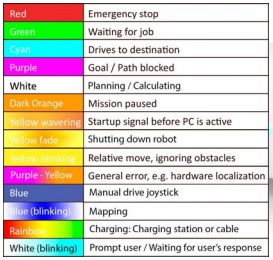 Red Emergency stop
Green Waiting for job
Cyan Drives to destination
Purple Goal / Path blocked
White Planning / Calculating
Dark Orange Mission paused
Yellow wavering Startup signal before PC is active
Yellow fade Shutting down robot
Yellow blinking Relative move, ignoring obstacles
Purple - Yellow General error, e.g. hardware localization
Blue Manual drive joystick
Blue (blinking) Mapping
Rainbow Charging: Charging station or cable
White (blinking) Prompt user / Waiting for user's response